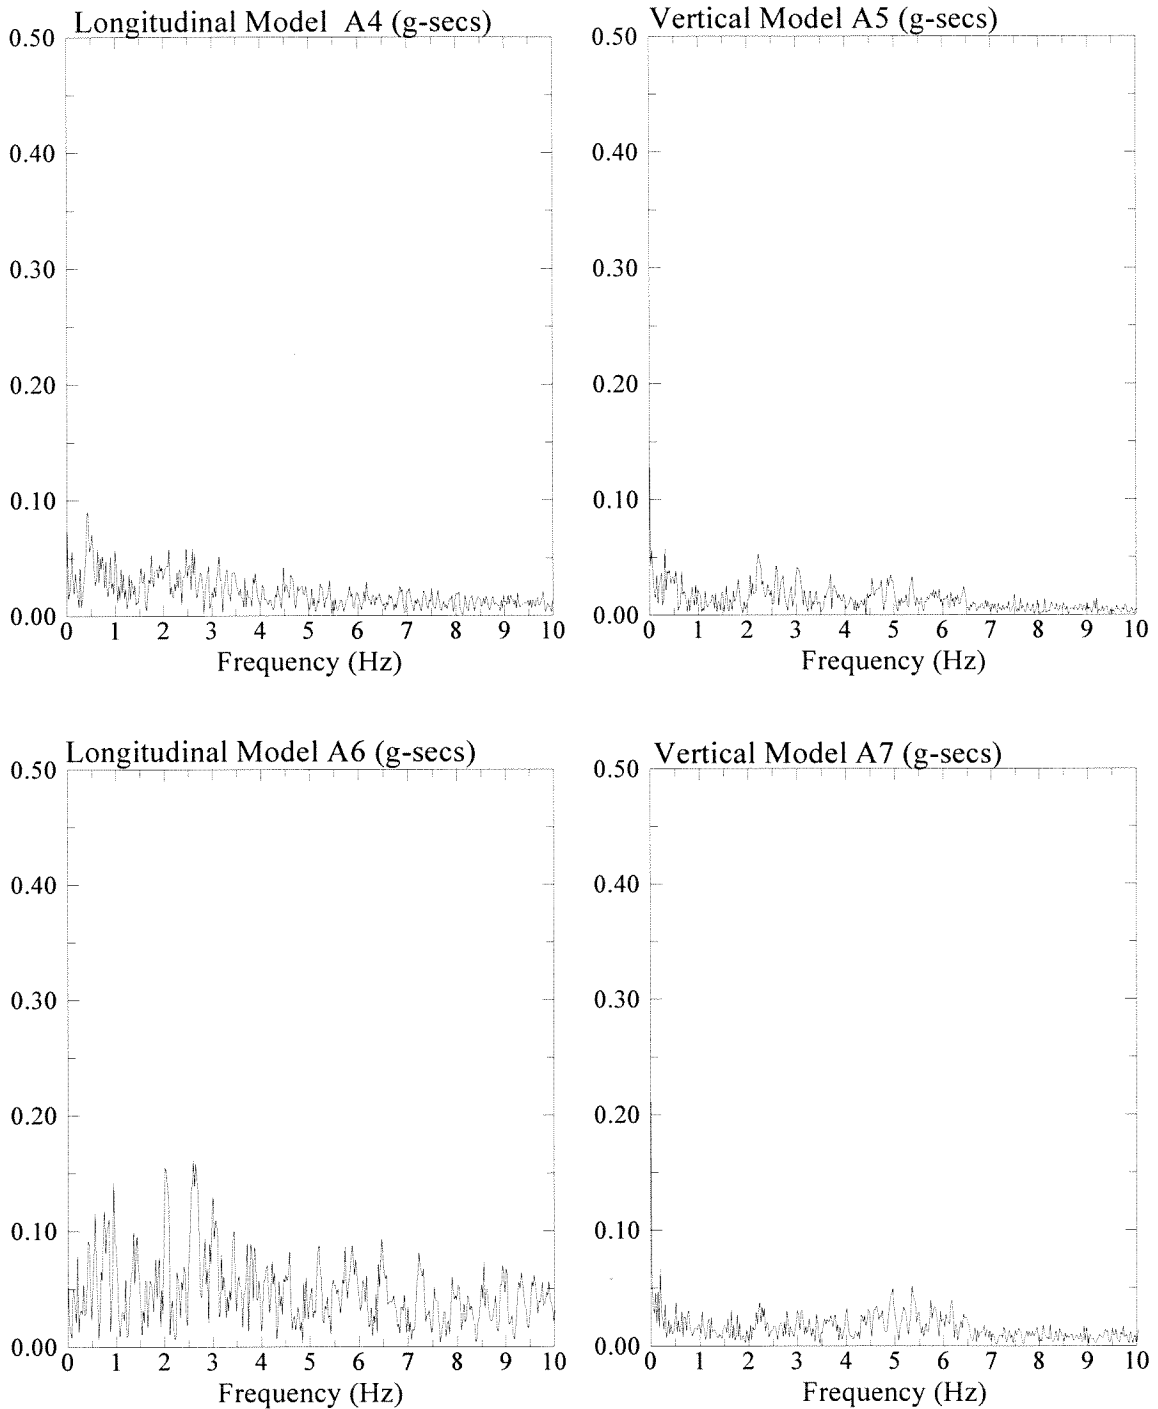 Longitudinal Model A4 (g-secs)
0.50
0.40
0.30
0.20
0.10
0.00
0 1 2 3 4 5 6 7 8 9 10
Frequency (Hz)
Vertical Model A5 (g-secs)
0.50
0.40
0.30
0.20
0.10
0.00
0 1 2 3 4 5 6 7 8 9 10
Frequency (Hz)
Longitudinal Model A6 (g-secs)
0.50
0.40
0.30
0.20
0.10
0.00
0 1 2 3 4 5 6 7 8 9 10
Frequency (Hz)
Vertical Model A7 (g-secs)
0.50
0.40
0.30
0.20
0.10
0.00
0 1 2 3 4 5 6 7 8 9 10
Frequency (Hz)